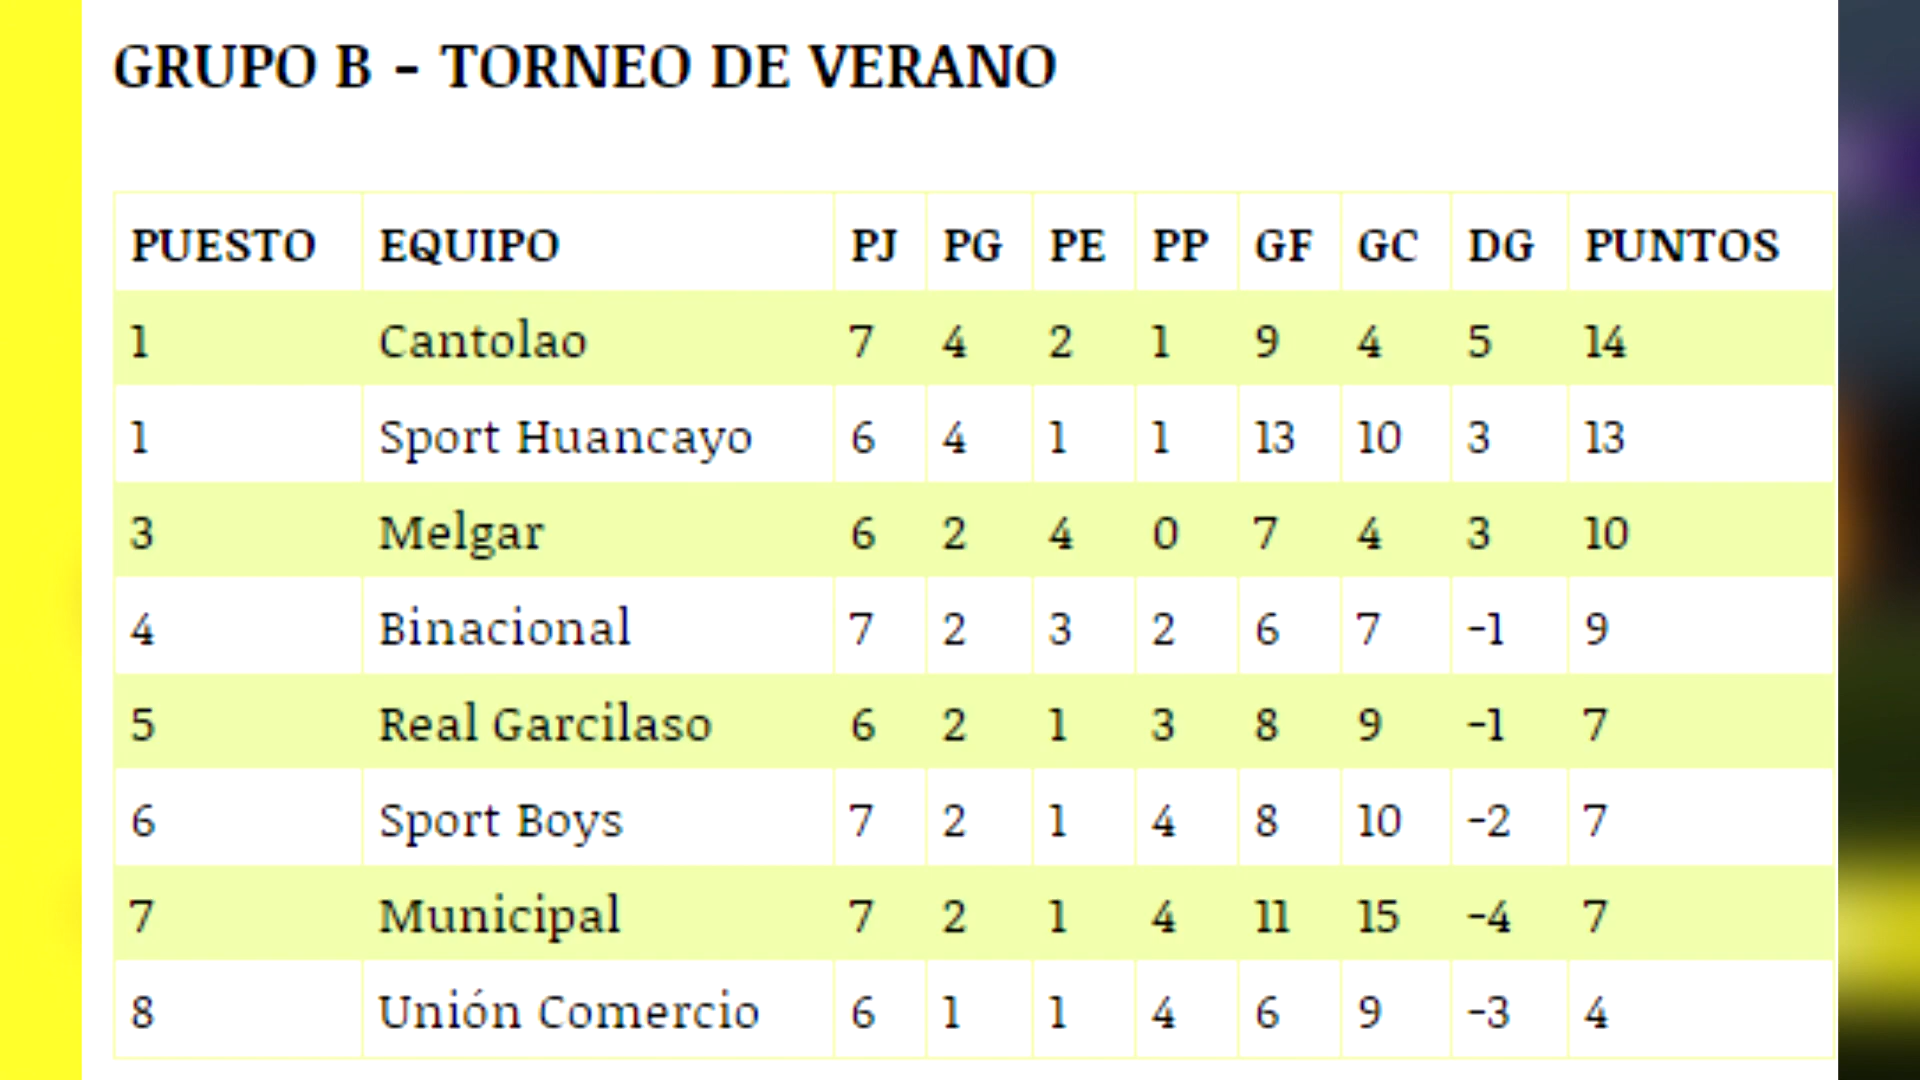 GRUPO B - TORNEO DE VERANO
PUESTO EQUIPO PJ PG PE PP GF GC DG PUNTOS
1 Cantolao 7 4 2 1 9 4 5 14
1 Sport Huancayo 6 4 1 1 13 10 3 13
3 Melgar 6 2 4 0 7 4 3 10
4 Binacional 7 2 3 2 6 7 -1 9
5 Real Garcilaso 6 2 1 3 8 9 -1 7
6 Sport Boys 7 2 1 4 8 10 -2 7
7 Municipal 7 2 1 4 11 15 -4 7
8 Unión Comercio 6 1 1 4 6 9 -3 4